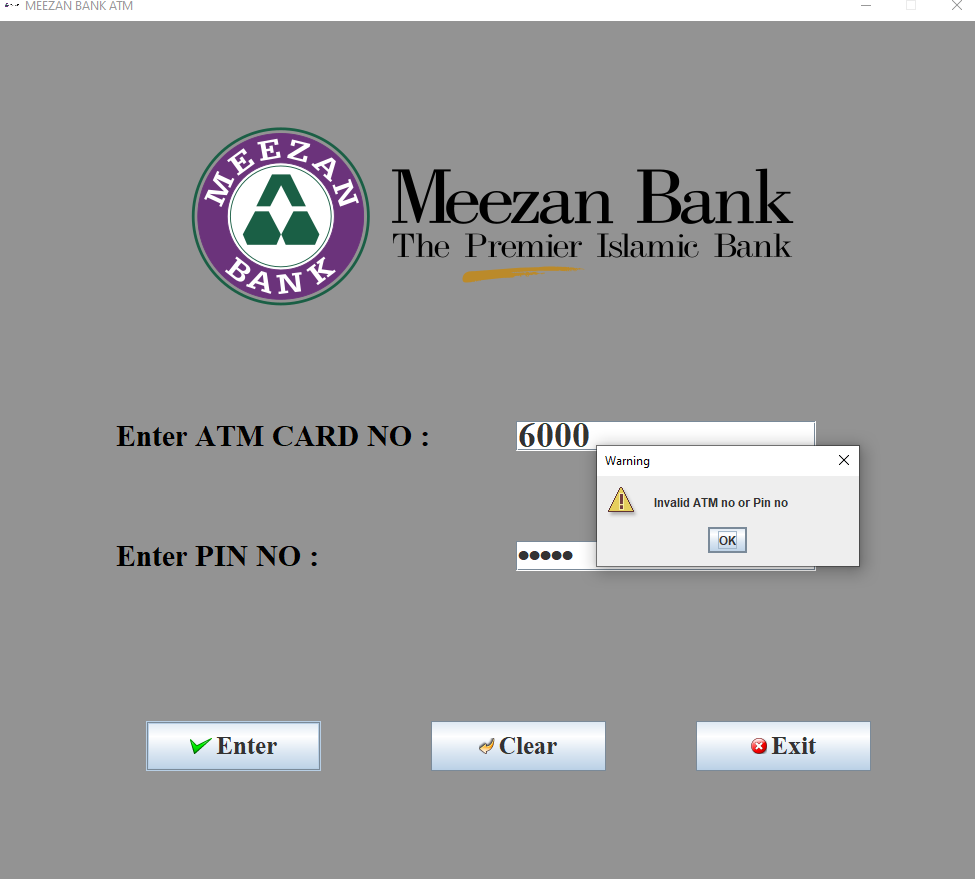 MEEZAN BANK ATM
MEEZAN
BANK
Meezan Bank
The Premier Islamic Bank
Enter ATM CARD NO :
6000
Warning
Invalid ATM no or Pin no
OK
Enter PIN NO :
●●●●●
Enter
Clear
Exit